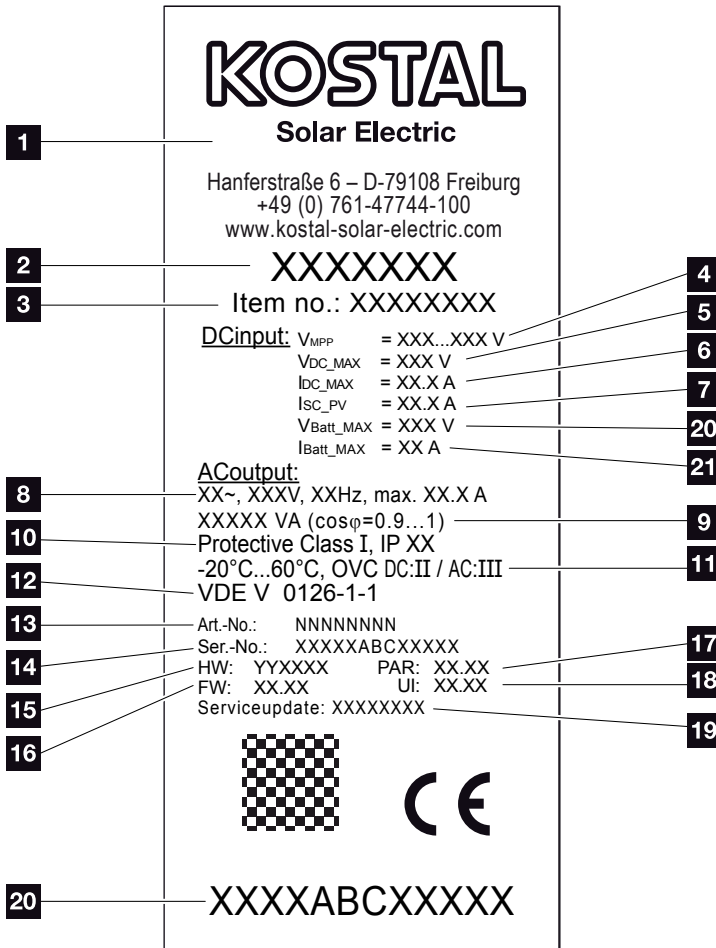 KOSTAL
Solar Electric
1
Hanferstraße 6 – D-79108 Freiburg
+49 (0) 761-47744-100
www.kostal-solar-electric.com
2 XXXXXXX
3 Item no.: XXXXXXXX
DCinput: VMPP = XXX...XXX V 4
VDC_MAX = XXX V 5
IDC_MAX = XX.X A 6
ISC_PV = XX.X A 7
VBatt_MAX = XXX V 20
IBatt_MAX = XX A 21
ACoutput:
8 XX~, XXXV, XXHz, max. XX.X A
XXXXX VA (cosφ=0.9...1) 9
10 Protective Class I, IP XX
-20°C...60°C, OVC DC:II / AC:III 11
12 VDE V 0126-1-1
13 Art.-No.: NNNNNNNN
14 Ser.-No.: XXXXXABCXXXXX
15 HW: YYXXXX PAR: XX.XX 17
16 FW: XX.XX UI: XX.XX 18
Serviceupdate: XXXXXXXX 19
CE
20 XXXXABCXXXXX